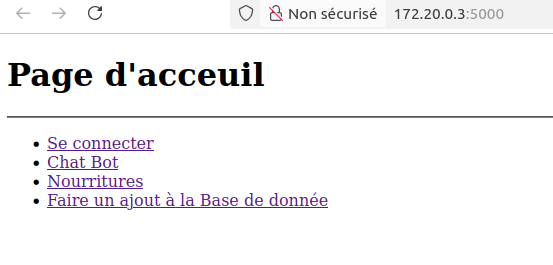 Non sécurisé 172.20.0.3:5000
Page d'acceuil
Se connecter
Chat Bot
Nourritures
Faire un ajout à la Base de donnée